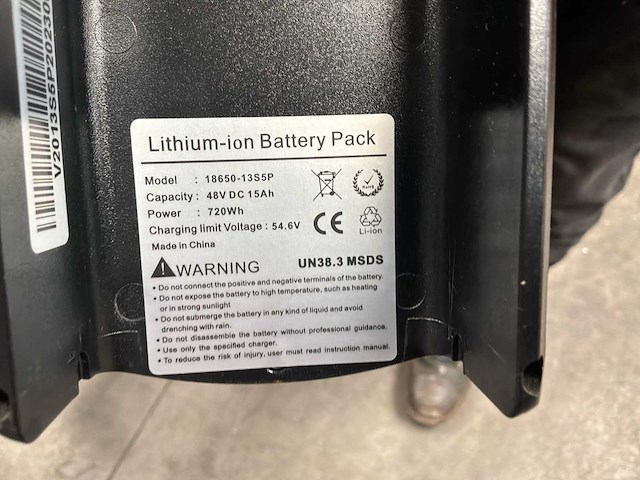 V2013S5P20230
Lithium-ion Battery Pack
Model : 18650-13S5P
Capacity : 48V DC 15Ah
Power : 720Wh
Charging limit Voltage : 54.6V
Made in China
CE
Li-ion
WARNING
UN38.3 MSDS
• Do not connect the positive and negative terminals of the battery.
• Do not expose the battery to high temperature, such as heating
or in strong sunlight
• Do not submerge the battery in any kind of liquid and avoid
drenching with rain.
• Do not disassemble the battery without professional guidance.
• Use only the specified charger.
• To reduce the risk of injury, user must read instruction manual.